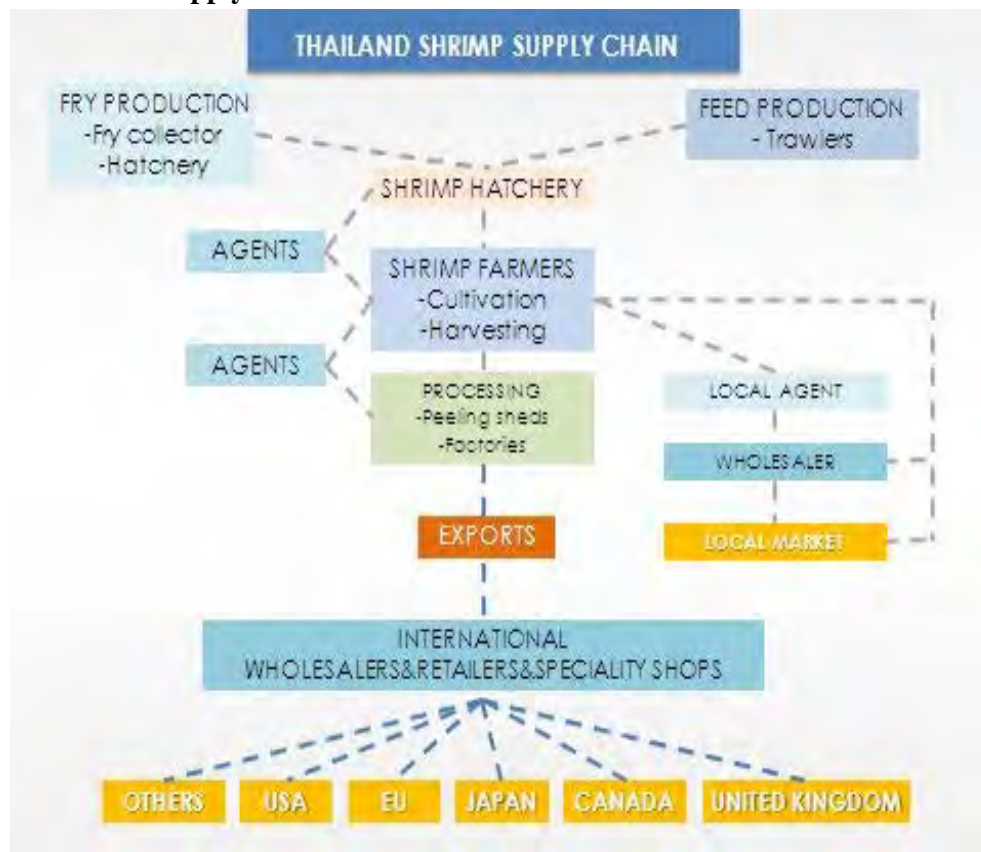 THAILAND SHRIMP SUPPLY CHAIN
FRY PRODUCTION
-Fry collector
-Hatchery
FEED PRODUCTION
- Trawlers
SHRIMP HATCHERY
AGENTS
SHRIMP FARMERS
-Cultivation
-Harvesting
AGENTS
PROCESSING
-Peeling sheds
-Factories
LOCAL AGENT
WHOLESALER
LOCAL MARKET
EXPORTS
INTERNATIONAL
WHOLESALERS&RETAILERS&SPECIALITY SHOPS
OTHERS
USA
EU
JAPAN
CANADA
UNITED KINGDOM